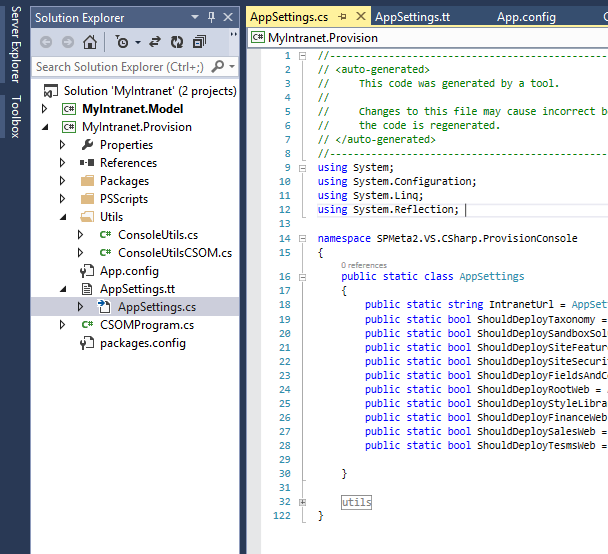 Server Explorer
Toolbox
Solution Explorer
Search Solution Explorer (Ctrl+;)
Solution 'MyIntranet' (2 projects)
C# MyIntranet.Model
C# MyIntranet.Provision
Properties
References
Packages
PSScripts
Utils
C# ConsoleUtils.cs
C# ConsoleUtilsCSOM.cs
App.config
AppSettings.tt
AppSettings.cs
C# CSOMProgram.cs
packages.config
AppSettings.cs AppSettings.tt App.config
C# MyIntranet.Provision
1 //------------------------------------
2 // <auto-generated>
3 // This code was generated by a tool.
4 //
5 // Changes to this file may cause incorrect b
6 // the code is regenerated.
7 // </auto-generated>
8 //------------------------------------
9 using System;
10 using System.Configuration;
11 using System.Linq;
12 using System.Reflection;
13
14 namespace SPMeta2.VS.CSharp.ProvisionConsole
15 {
0 references
16 public static class AppSettings
17 {
18 public static string IntranetUrl = AppSet
19 public static bool ShouldDeployTaxonomy =
20 public static bool ShouldDeploySandboxSol
21 public static bool ShouldDeploySiteFeatur
22 public static bool ShouldDeploySiteSecuri
23 public static bool ShouldDeployFieldsAndC
24 public static bool ShouldDeployRootWeb =
25 public static bool ShouldDeployStyleLibra
26 public static bool ShouldDeployFinanceWeb
27 public static bool ShouldDeploySalesWeb =
28 public static bool ShouldDeployTesmsWeb =
29
30 }
31
32 utils
122 }